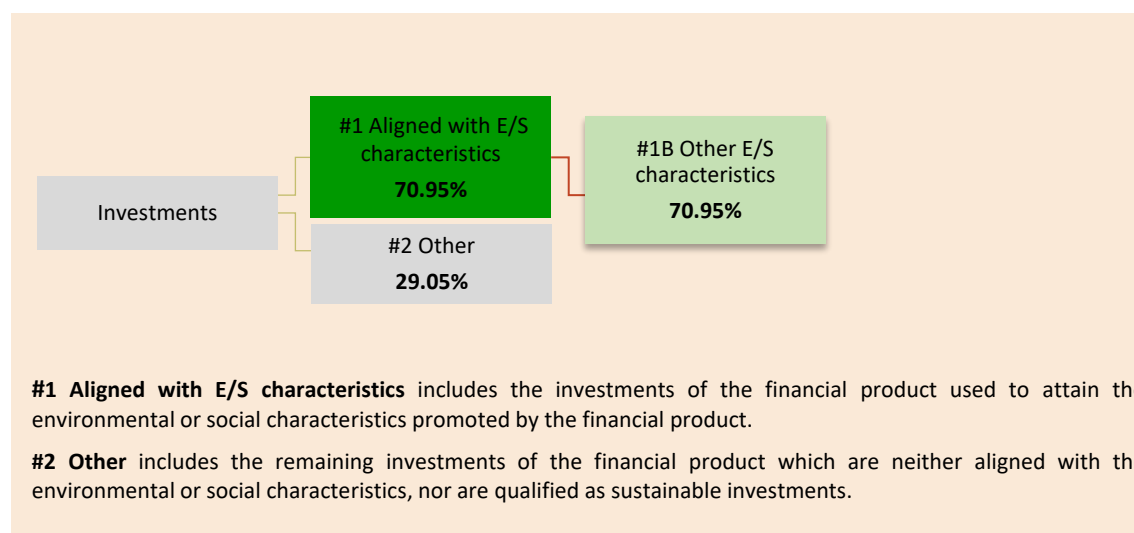 #1 Aligned with E/S
characteristics
70.95%
#1B Other E/S
characteristics
70.95%
Investments
#2 Other
29.05%
#1 Aligned with E/S characteristics includes the investments of the financial product used to attain th
environmental or social characteristics promoted by the financial product.
#2 Other includes the remaining investments of the financial product which are neither aligned with th
environmental or social characteristics, nor are qualified as sustainable investments.